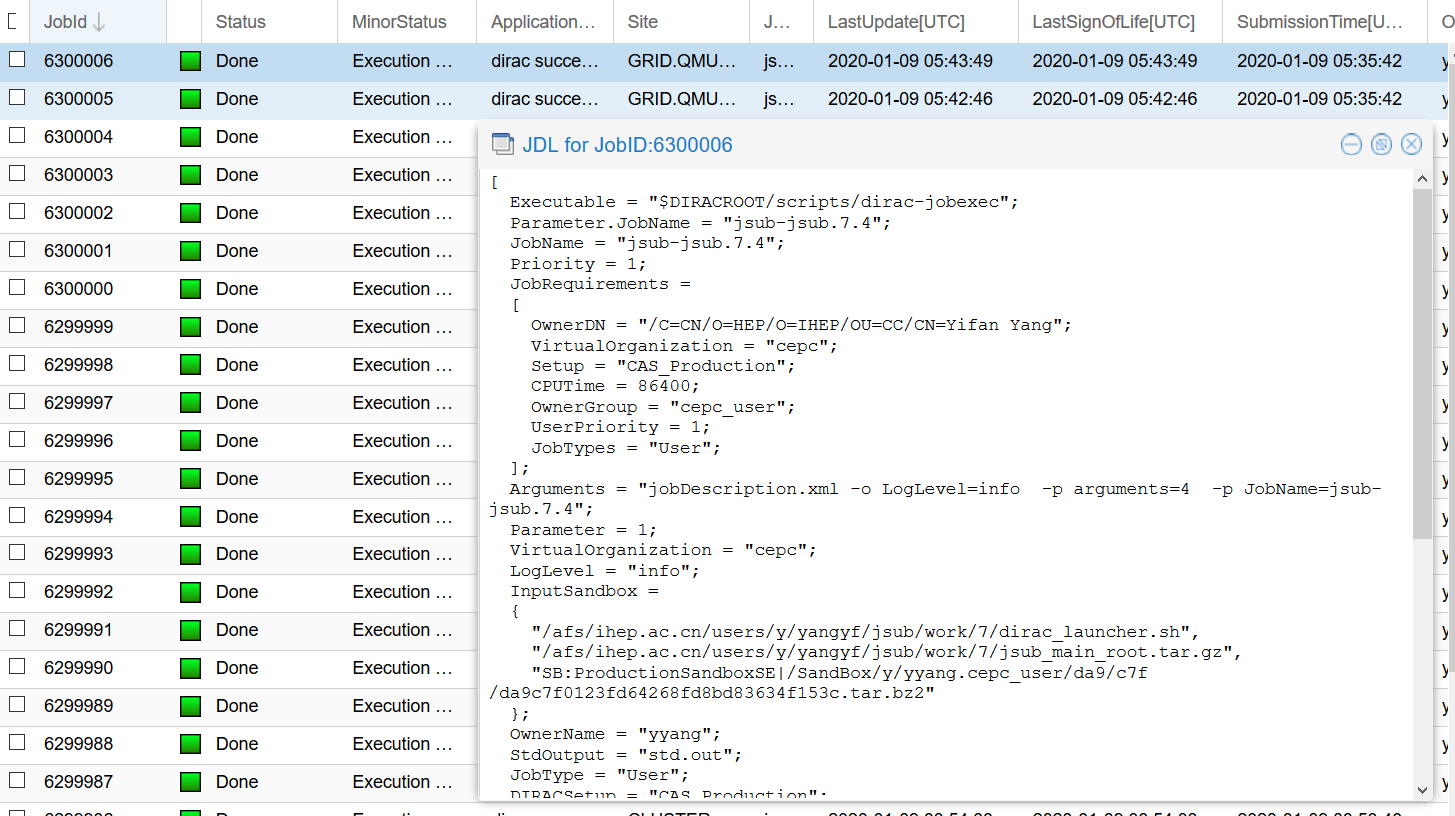 JobId Status MinorStatus Application… Site J… LastUpdate[UTC] LastSignOfLife[UTC] SubmissionTime[U… O
6300006 Done Execution … dirac succe… GRID.QMU… js… 2020-01-09 05:43:49 2020-01-09 05:43:49 2020-01-09 05:35:42 y
6300005 Done Execution … dirac succe… GRID.QMU… js… 2020-01-09 05:42:46 2020-01-09 05:42:46 2020-01-09 05:35:42 y
6300004 Done Execution …
6300003 Done Execution …
6300002 Done Execution …
6300001 Done Execution …
6300000 Done Execution …
6299999 Done Execution …
6299998 Done Execution …
6299997 Done Execution …
6299996 Done Execution …
6299995 Done Execution …
6299994 Done Execution …
6299993 Done Execution …
6299992 Done Execution …
6299991 Done Execution …
6299990 Done Execution …
6299989 Done Execution …
6299988 Done Execution …
6299987 Done Execution …
JDL for JobID:6300006
[
Executable = "$DIRACROOT/scripts/dirac-jobexec";
Parameter.JobName = "jsub-jsub.7.4";
JobName = "jsub-jsub.7.4";
Priority = 1;
JobRequirements =
[
OwnerDN = "/C=CN/O=HEP/O=IHEP/OU=CC/CN=Yifan Yang";
VirtualOrganization = "cepc";
Setup = "CAS_Production";
CPUTime = 86400;
OwnerGroup = "cepc_user";
UserPriority = 1;
JobTypes = "User";
];
Arguments = "jobDescription.xml -o LogLevel=info  -p arguments=4  -p JobName=jsub-
jsub.7.4";
Parameter = 1;
VirtualOrganization = "cepc";
LogLevel = "info";
InputSandbox =
{
"/afs/ihep.ac.cn/users/y/yangyf/jsub/work/7/dirac_launcher.sh",
"/afs/ihep.ac.cn/users/y/yangyf/jsub/work/7/jsub_main_root.tar.gz",
"SB:ProductionSandboxSE|/SandBox/y/yyang.cepc_user/da9/c7f
/da9c7f0123fd64268fd8bd83634f153c.tar.bz2"
};
OwnerName = "yyang";
StdOutput = "std.out";
JobType = "User";
DIRACSetup = "CAS_Production";